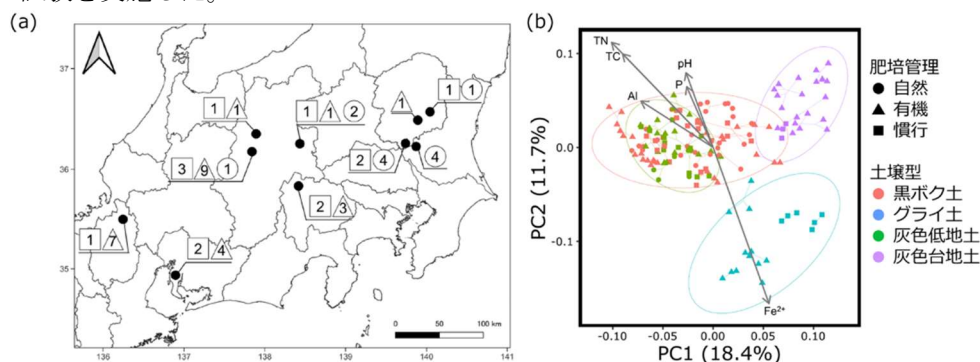 (a)
(b)
37
36
35
136
137
138
139
140
141
1 1
1 1 2
1
1 1
3 9 1
2 4
4
2 3
1 7
2 4
0 50 100 km
PC2 (11.7%)
0.1
0.0
-0.1
-0.10
-0.05
0.00
0.05
0.10
PC1 (18.4%)
TN
TC
pH
P
Al
Fe²⁺
肥培管理
自然
有機
慣行
土壌型
黒ボク土
グライ土
灰色低地土
灰色台地土